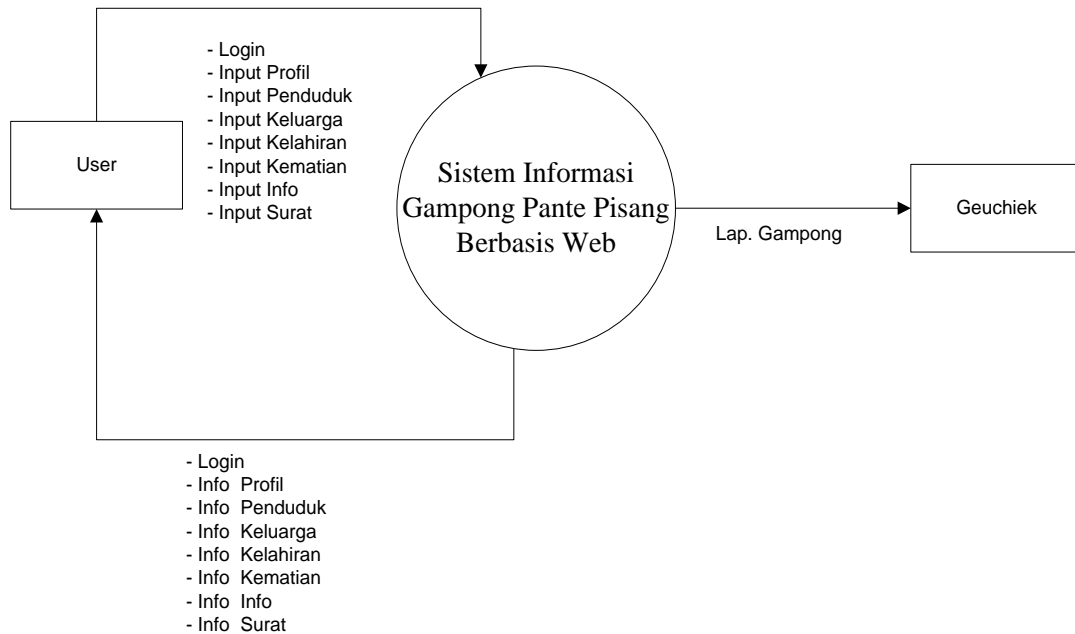 - Login
- Input Profil
- Input Penduduk
- Input Keluarga
- Input Kelahiran
- Input Kematian
- Input Info
- Input Surat
User
Sistem Informasi
Gampong Pante Pisang
Berbasis Web
Lap. Gampong
Geuchiek
- Login
- Info Profil
- Info Penduduk
- Info Keluarga
- Info Kelahiran
- Info Kematian
- Info Info
- Info Surat